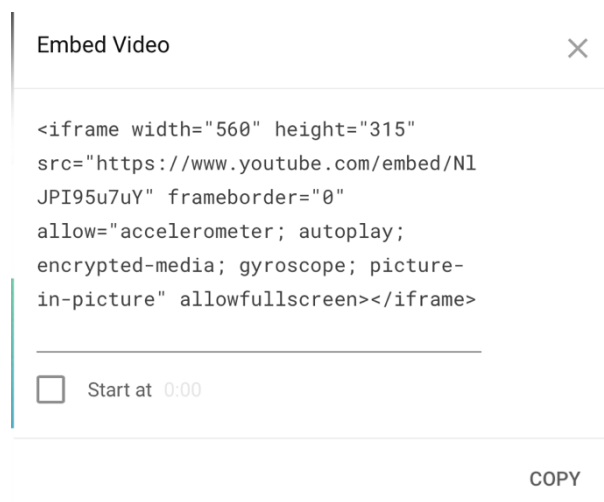 Embed Video
<iframe width="560" height="315"
src="https://www.youtube.com/embed/Nl
JPI95u7uY" frameborder="0"
allow="accelerometer; autoplay;
encrypted-media; gyroscope; picture-
in-picture" allowfullscreen></iframe>
Start at 0:00
COPY